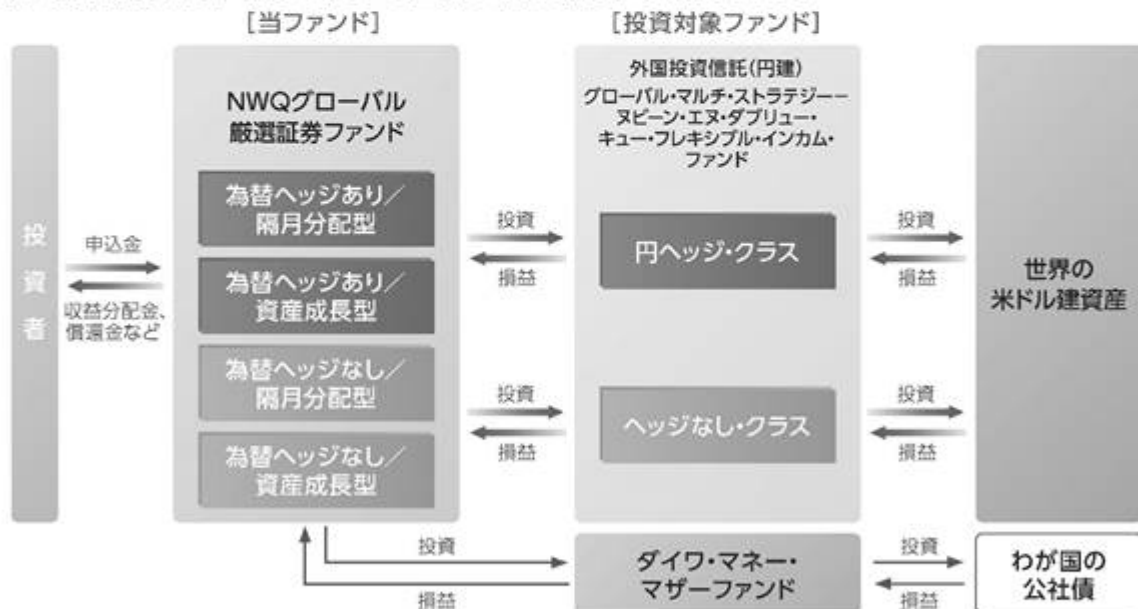 [当ファンド]
[投資対象ファンド]
投資者
申込金
収益分配金、
償還金など
NWQグローバル
厳選証券ファンド
為替ヘッジあり／
隔月分配型
為替ヘッジあり／
資産成長型
為替ヘッジなし／
隔月分配型
為替ヘッジなし／
資産成長型
投資
損益
投資
損益
外国投資信託(円建)
グローバル・マルチ・ストラテジー－
ヌビーン・エヌ・ダブリュー・
キュー・フレキシブル・インカム・
ファンド
円ヘッジ・クラス
ヘッジなし・クラス
投資
損益
投資
損益
世界の
米ドル建資産
投資
損益
ダイワ・マネー・
マザーファンド
投資
損益
わが国の
公社債